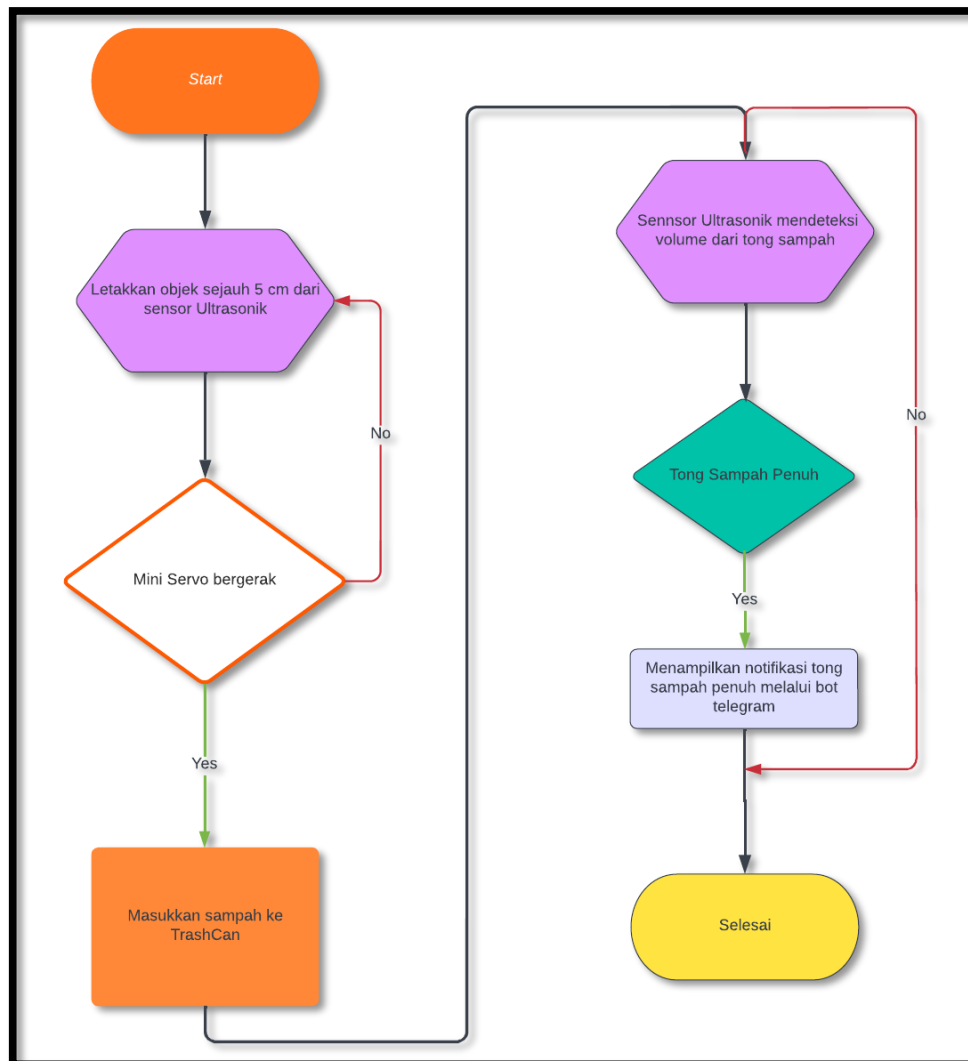 Start
Letakkan objek sejauh 5 cm dari
sensor Ultrasonik
No
Mini Servo bergerak
Yes
Masukkan sampah ke
TrashCan
Sennsor Ultrasonik mendeteksi
volume dari tong sampah
No
Tong Sampah Penuh
Yes
Menampilkan notifikasi tong
sampah penuh melalui bot
telegram
Selesai